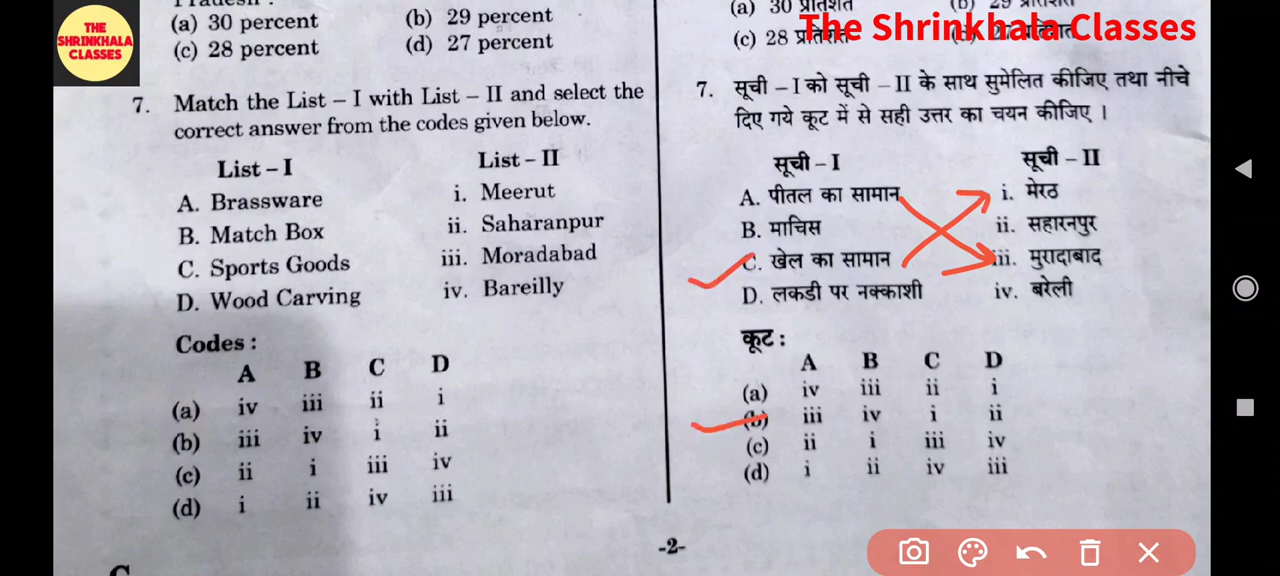 THE
SHRINKHALA
CLASSES
The Shrinkhala Classes
(a) 30 percent
(b) 29 percent
(c) 28 percent
(d) 27 percent
7. Match the List – I with List – II and select the
correct answer from the codes given below.
List – I
List – II
A. Brassware
i. Meerut
B. Match Box
ii. Saharanpur
C. Sports Goods
iii. Moradabad
D. Wood Carving
iv. Bareilly
Codes :
A B C D
(a) iv iii ii i
(b) iii iv i ii
(c) ii i iii iv
(d) i ii iv iii
(a) 30 प्रतिशत
(b) 29 प्रतिशत
(c) 28 प्रतिशत
7. सूची – I को सूची – II के साथ सुमेलित कीजिए तथा नीचे
दिए गये कूट में से सही उत्तर का चयन कीजिए ।
सूची – I
सूची – II
A. पीतल का सामान
i. मेरठ
B. माचिस
ii. सहारनपुर
C. खेल का सामान
iii. मुरादाबाद
D. लकडी पर नक्काशी
iv. बरेली
कूट :
A B C D
(a) iv iii ii i
(b) iii iv i ii
(c) ii i iii iv
(d) i ii iv iii
-2-